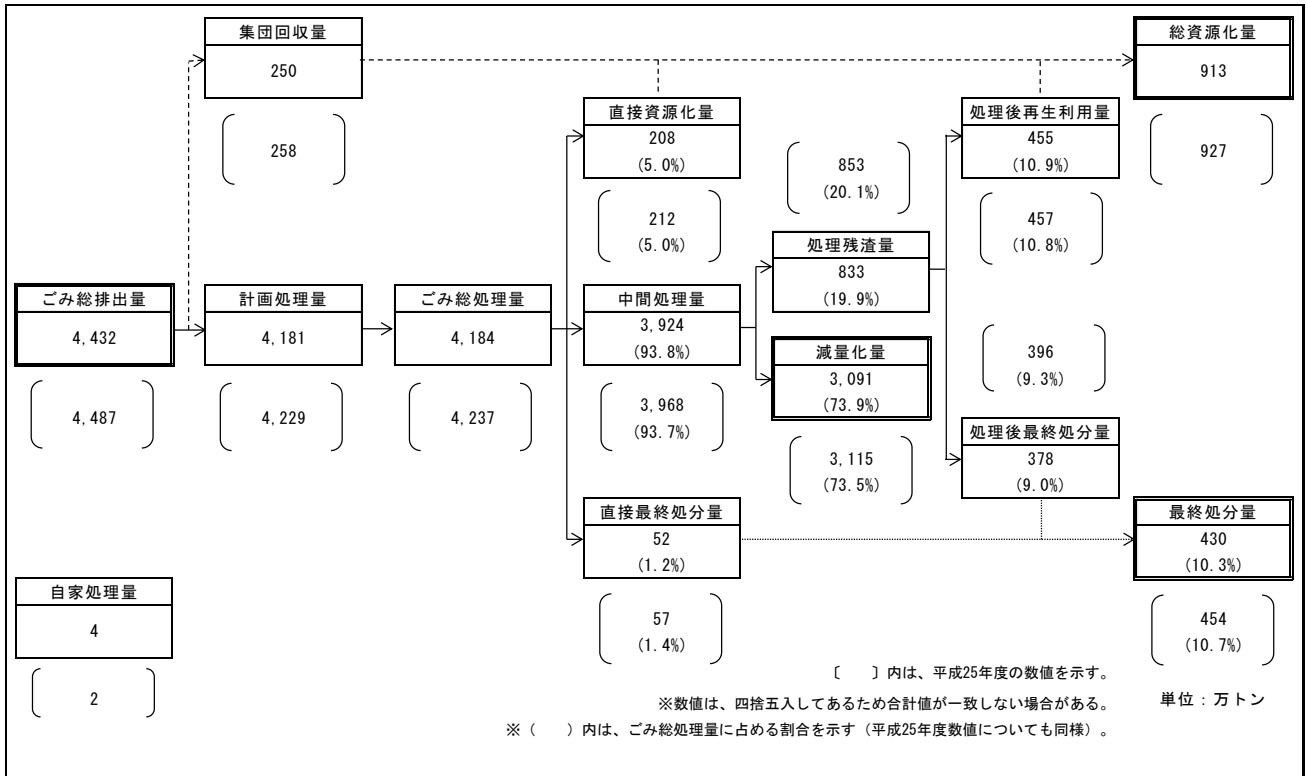 集団回収量
250
258
総資源化量
913
927
直接資源化量
208
(5.0%)
212
(5.0%)
処理後再生利用量
455
(10.9%)
457
(10.8%)
853
(20.1%)
処理残渣量
833
(19.9%)
ごみ総排出量
4,432
4,487
計画処理量
4,181
4,229
ごみ総処理量
4,184
4,237
中間処理量
3,924
(93.8%)
3,968
(93.7%)
減量化量
3,091
(73.9%)
3,115
(73.5%)
396
(9.3%)
処理後最終処分量
378
(9.0%)
直接最終処分量
52
(1.2%)
57
(1.4%)
最終処分量
430
(10.3%)
454
(10.7%)
自家処理量
4
2
〔 〕内は、平成25年度の数値を示す。
※数値は、四捨五入してあるため合計値が一致しない場合がある。
単位：万トン
※（ ）内は、ごみ総処理量に占める割合を示す（平成25年度数値についても同様）。